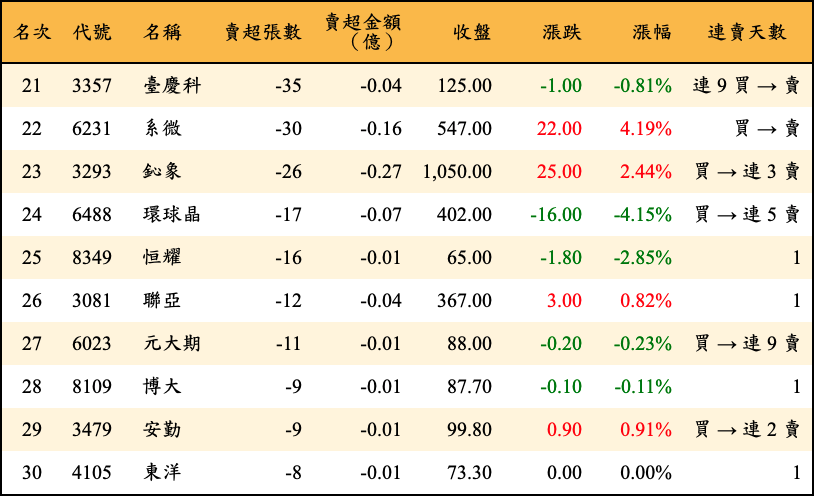 名次 代號 名稱 賣超張數 賣超金額（億） 收盤 漲跌 漲幅 連賣天數
21 3357 臺慶科 -35 -0.04 125.00 -1.00 -0.81% 連 9 買 → 賣
22 6231 系微 -30 -0.16 547.00 22.00 4.19% 買 → 賣
23 3293 鈊象 -26 -0.27 1,050.00 25.00 2.44% 買 → 連 3 賣
24 6488 環球晶 -17 -0.07 402.00 -16.00 -4.15% 買 → 連 5 賣
25 8349 恒耀 -16 -0.01 65.00 -1.80 -2.85% 1
26 3081 聯亞 -12 -0.04 367.00 3.00 0.82% 1
27 6023 元大期 -11 -0.01 88.00 -0.20 -0.23% 買 → 連 9 賣
28 8109 博大 -9 -0.01 87.70 -0.10 -0.11% 1
29 3479 安勤 -9 -0.01 99.80 0.90 0.91% 買 → 連 2 賣
30 4105 東洋 -8 -0.01 73.30 0.00 0.00% 1